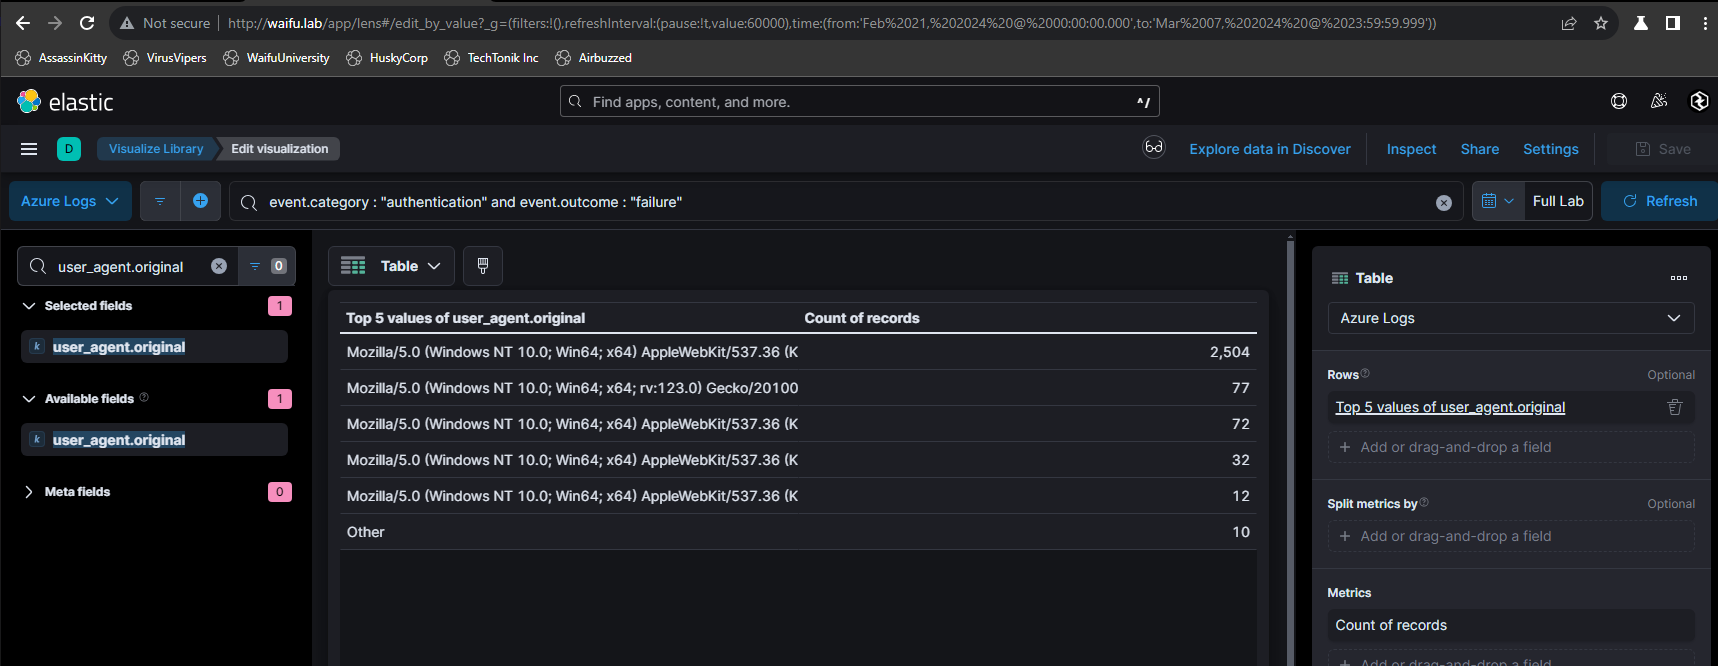 Not secure
http://waifu.lab/app/lens#/edit_by_value?_g=(filters:!(),refreshInterval:(pause:!t,value:60000),time:(from:'Feb%2021,%202024%20@%2000:00:00.000',to:'Mar%2007,%202024%20@%2023:59:59.999'))
AssassinKitty VirusVipers WaifuUniversity HuskyCorp TechTonik Inc Airbuzzed
elastic
Find apps, content, and more. ^/
D Visualize Library Edit visualization Explore data in Discover Inspect Share Settings Save
Azure Logs event.category : "authentication" and event.outcome : "failure" Full Lab Refresh
user_agent.original 0
Selected fields 1
k user_agent.original
Available fields 1
k user_agent.original
Meta fields 0
Table
Top 5 values of user_agent.original Count of records
Mozilla/5.0 (Windows NT 10.0; Win64; x64) AppleWebKit/537.36 (K 2,504
Mozilla/5.0 (Windows NT 10.0; Win64; x64; rv:123.0) Gecko/20100 77
Mozilla/5.0 (Windows NT 10.0; Win64; x64) AppleWebKit/537.36 (K 72
Mozilla/5.0 (Windows NT 10.0; Win64; x64) AppleWebKit/537.36 (K 32
Mozilla/5.0 (Windows NT 10.0; Win64; x64) AppleWebKit/537.36 (K 12
Other 10
Table
Azure Logs
Rows Optional
Top 5 values of user_agent.original
+ Add or drag-and-drop a field
Split metrics by Optional
+ Add or drag-and-drop a field
Metrics
Count of records
+ Add or drag-and-drop a field